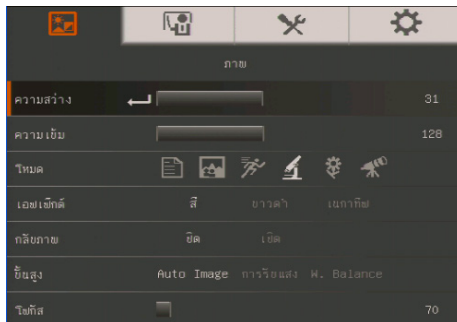 ภาพ
ความสว่าง 31
ความเข้ม 128
โหมด
เอฟเฟ็กต์ สี ขาวดำ เนกาทีฟ
กลับภาพ ปิด เปิด
ขั้นสูง Auto Image การรับแสง W. Balance
โฟกัส 70